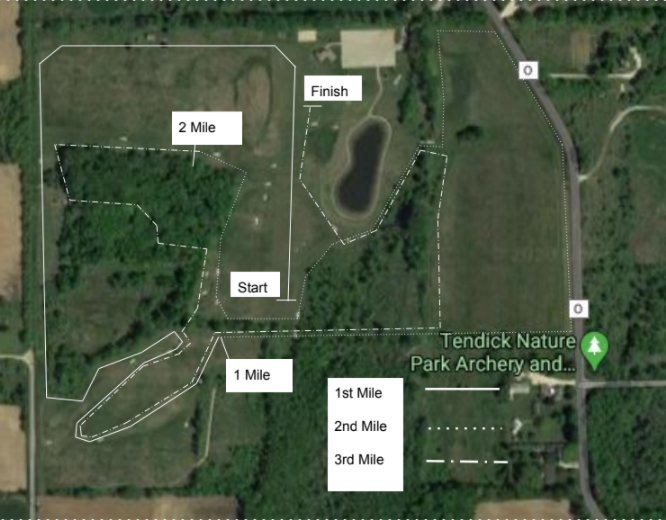 Finish
2 Mile
Start
1 Mile
O
O
Tendick Nature
Park Archery and...
1st Mile
2nd Mile
3rd Mile